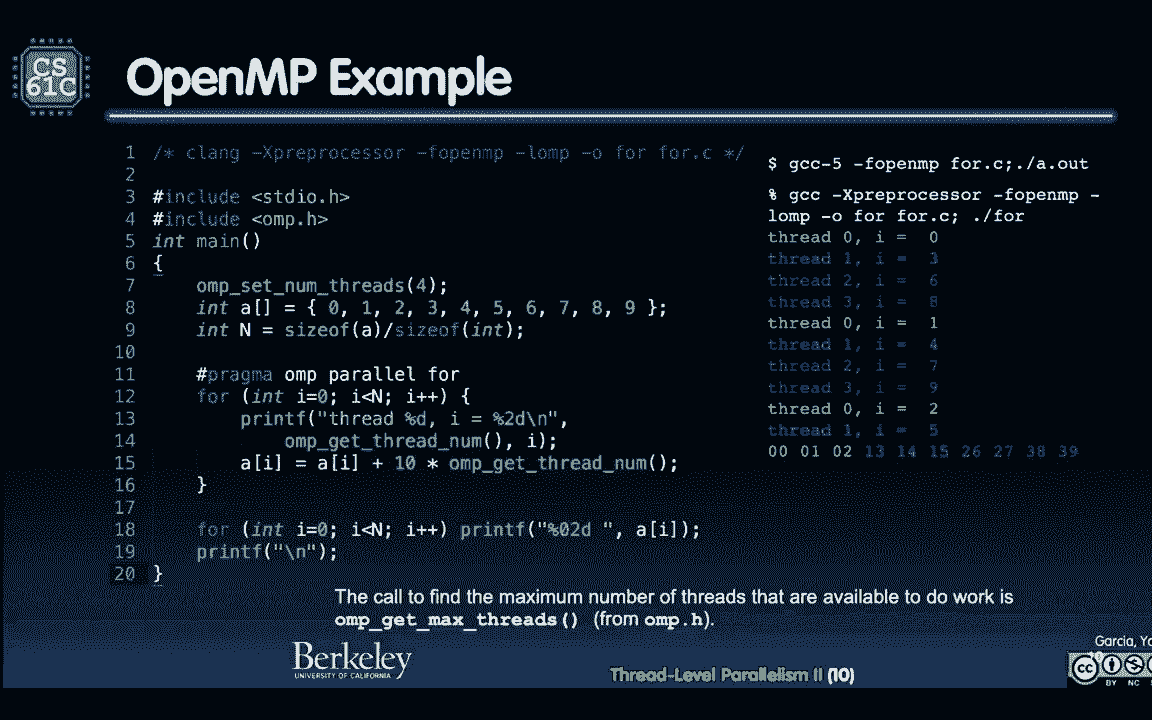 CS
61C
OpenMP Example
1 /* clang -Xpreprocessor -fopenmp -lomp -o for for.c */
2
3 #include <stdio.h>
4 #include <omp.h>
5 int main()
6 {
7     omp_set_num_threads(4);
8     int a[] = { 0, 1, 2, 3, 4, 5, 6, 7, 8, 9 };
9     int N = sizeof(a)/sizeof(int);
10
11     #pragma omp parallel for
12     for (int i=0; i<N; i++) {
13         printf("thread %d, i = %2d\n",
14             omp_get_thread_num(), i);
15         a[i] = a[i] + 10 * omp_get_thread_num();
16     }
17
18     for (int i=0; i<N; i++) printf("%02d ", a[i]);
19     printf("\n");
20 }
$ gcc-5 -fopenmp for.c;./a.out
% gcc -Xpreprocessor -fopenmp -
lomp -o for for.c; ./for
thread 0, i =  0
thread 1, i =  3
thread 2, i =  6
thread 3, i =  8
thread 0, i =  1
thread 1, i =  4
thread 2, i =  7
thread 3, i =  9
thread 0, i =  2
thread 1, i =  5
00 01 02 13 14 15 26 27 38 39
The call to find the maximum number of threads that are available to do work is
omp_get_max_threads() (from omp.h).
Berkeley
UNIVERSITY OF CALIFORNIA
Thread-Level Parallelism II (10)
Garcia,
cc
BY NC